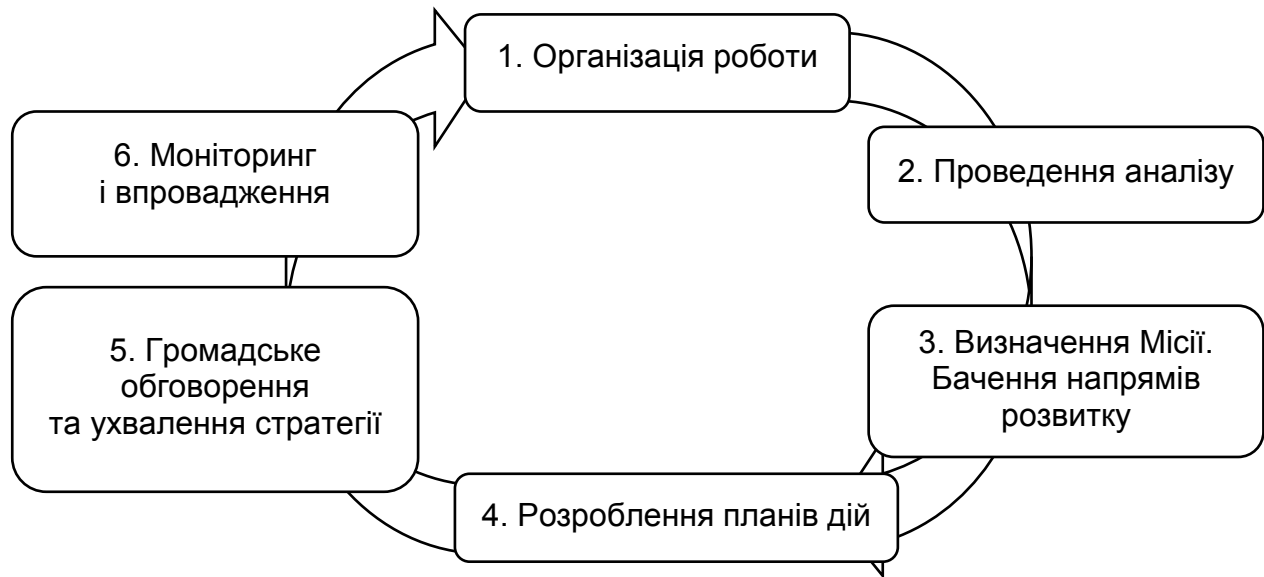 1. Організація роботи
2. Проведення аналізу
3. Визначення Місії.
Бачення напрямів
розвитку
4. Розроблення планів дій
5. Громадське
обговорення
та ухвалення стратегії
6. Моніторинг
і впровадження